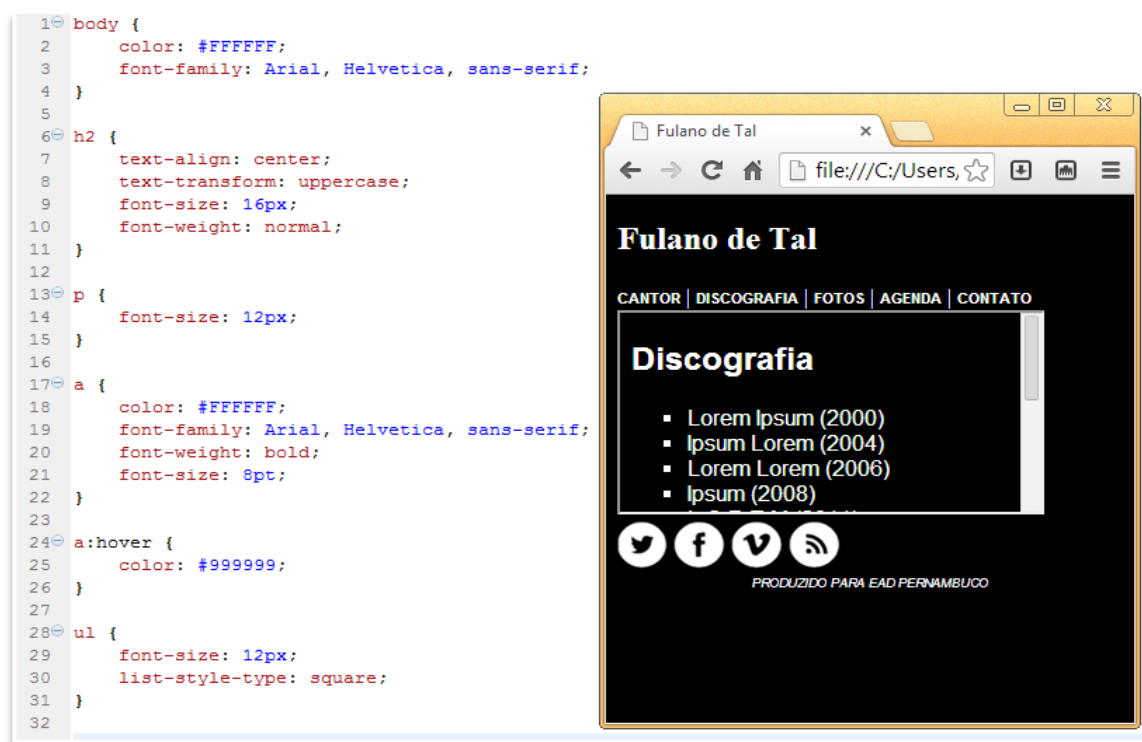 1 body {
2 color: #FFFFFF;
3 font-family: Arial, Helvetica, sans-serif;
4 }
5
6 h2 {
7 text-align: center;
8 text-transform: uppercase;
9 font-size: 16px;
10 font-weight: normal;
11 }
12
13 p {
14 font-size: 12px;
15 }
16
17 a {
18 color: #FFFFFF;
19 font-family: Arial, Helvetica, sans-serif;
20 font-weight: bold;
21 font-size: 8pt;
22 }
23
24 a:hover {
25 color: #999999;
26 }
27
28 ul {
29 font-size: 12px;
30 list-style-type: square;
31 }
32
Fulano de Tal
file:///C:/Users,
Fulano de Tal
CANTOR | DISCOGRAFIA | FOTOS | AGENDA | CONTATO
Discografia
Lorem Ipsum (2000)
Ipsum Lorem (2004)
Lorem Lorem (2006)
Ipsum (2008)
PRODUZIDO PARA EAD PERNAMBUCO